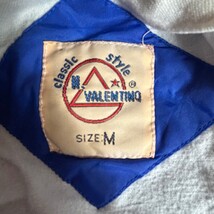 classic style
VALENTINO
®
SIZE: M